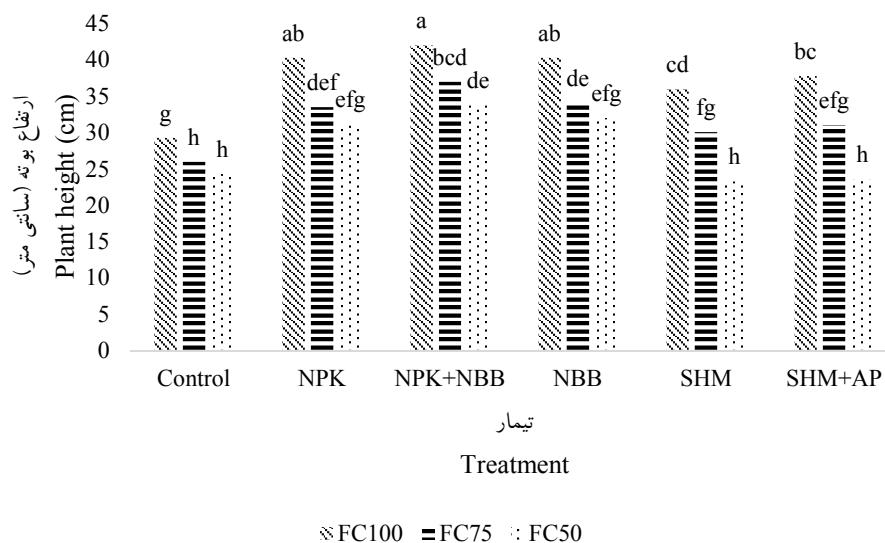 ارتفاع بوته (سانتی متر)
Plant height (cm)
45
40
35
30
25
20
15
10
5
0
g h h
ab def efg
a bcd de
ab de efg
cd fg h
bc efg h
Control NPK NPK+NBB NBB SHM SHM+AP
تیمار
Treatment
FC100 FC75 FC50